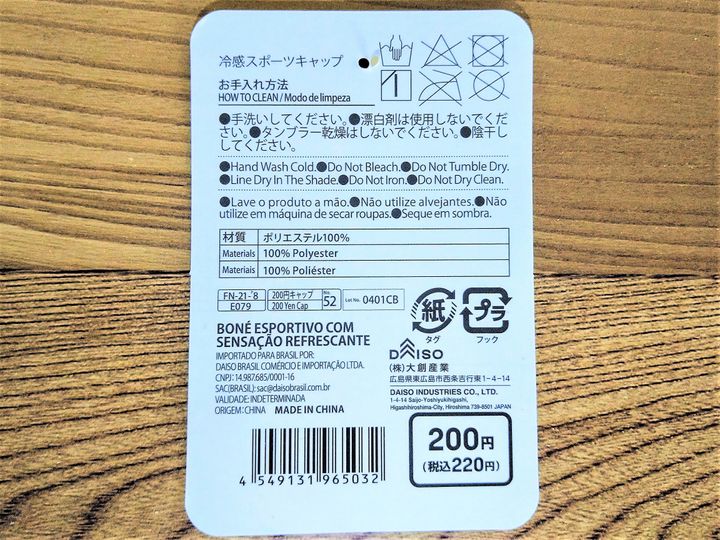 冷感スポーツキャップ
お手入れ方法
HOW TO CLEAN / Modo de limpeza
●手洗いしてください。●漂白剤は使用しないでくだ
さい。●タンブラー乾燥はしないでください。●陰干し
してください。
●Hand Wash Cold.●Do Not Bleach.●Do Not Tumble Dry.
●Line Dry In The Shade.●Do Not Iron.●Do Not Dry Clean.
●Lave o produto a mão.●Não utilize alvejantes.●Não
utilize em máquina de secar roupas.●Seque em sombra.
材質 ポリエステル100%
Materials 100% Polyester
Materiais 100% Poliéster
FN-21-'8 E079
200円キャップ 200 Yen Cap
No. 52
Lot No. 0401CB
紙 プラ
タグ フック
BONÉ ESPORTIVO COM
SENSAÇÃO REFRESCANTE
IMPORTADO PARA BRASIL POR:
DAISO BRASIL COMÉRCIO E IMPORTAÇÃO LTDA.
CNPJ: 14.987.685/0001-16
SAC(BRASIL): sac@daisobrasil.com.br
VALIDADE: INDETERMINADA
ORIGEM: CHINA MADE IN CHINA
DAISO
(株)大創産業
広島県東広島市西条吉行東1-4-14
DAISO INDUSTRIES CO., LTD.
1-4-14 Saijo-Yoshiyukihigashi,
Higashihiroshima-City, Hiroshima 739-8501 JAPAN
200円
(税込220円)
4 549131 965032